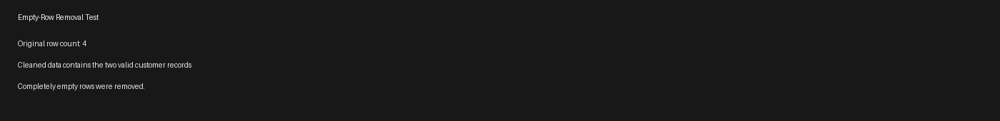 Empty-Row Removal Test
Original row count: 4
Cleaned data contains the two valid customer records
Completely empty rows were removed.